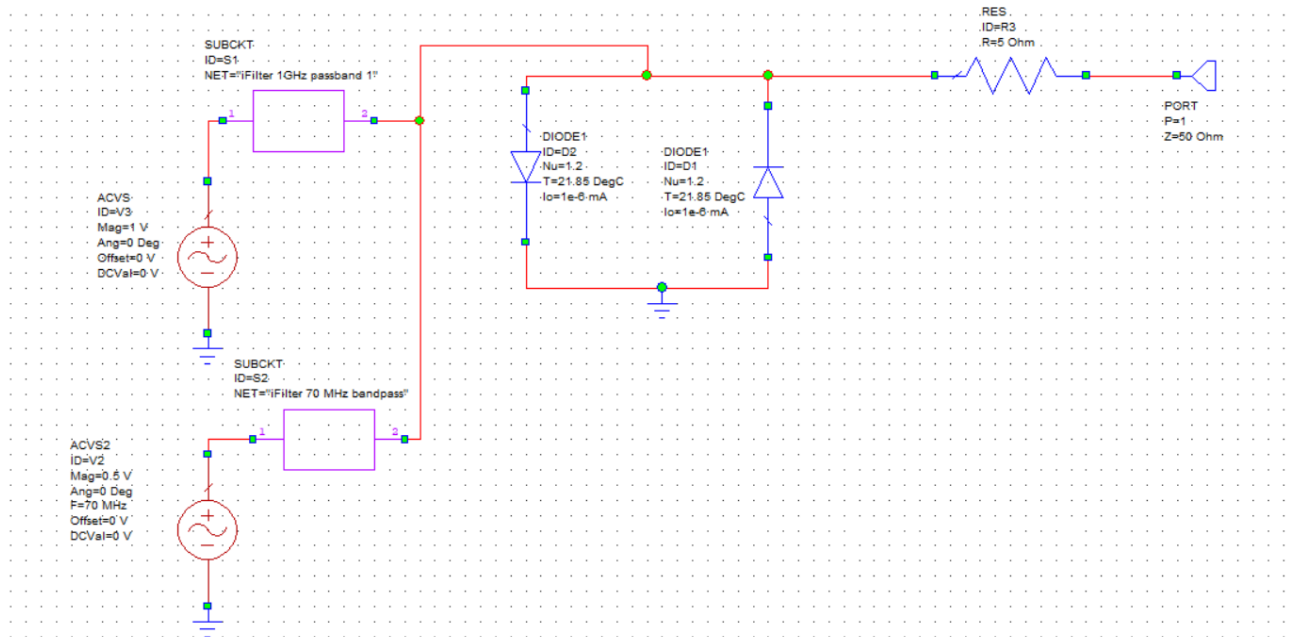 RES
ID=R3
R=5 Ohm
SUBCKT
ID=S1
NET="iFilter 1GHz passband 1"
1
2
PORT
P=1
Z=50 Ohm
DIODE1
ID=D2
Nu=1.2
T=21.85 DegC
Io=1e-6 mA
DIODE1
ID=D1
Nu=1.2
T=21.85 DegC
Io=1e-6 mA
ACVS
ID=V3
Mag=1 V
Ang=0 Deg
Offset=0 V
DCVal=0 V
SUBCKT
ID=S2
NET="iFilter 70 MHz bandpass"
1
2
ACVS2
ID=V2
Mag=0.5 V
Ang=0 Deg
F=70 MHz
Offset=0 V
DCVal=0 V